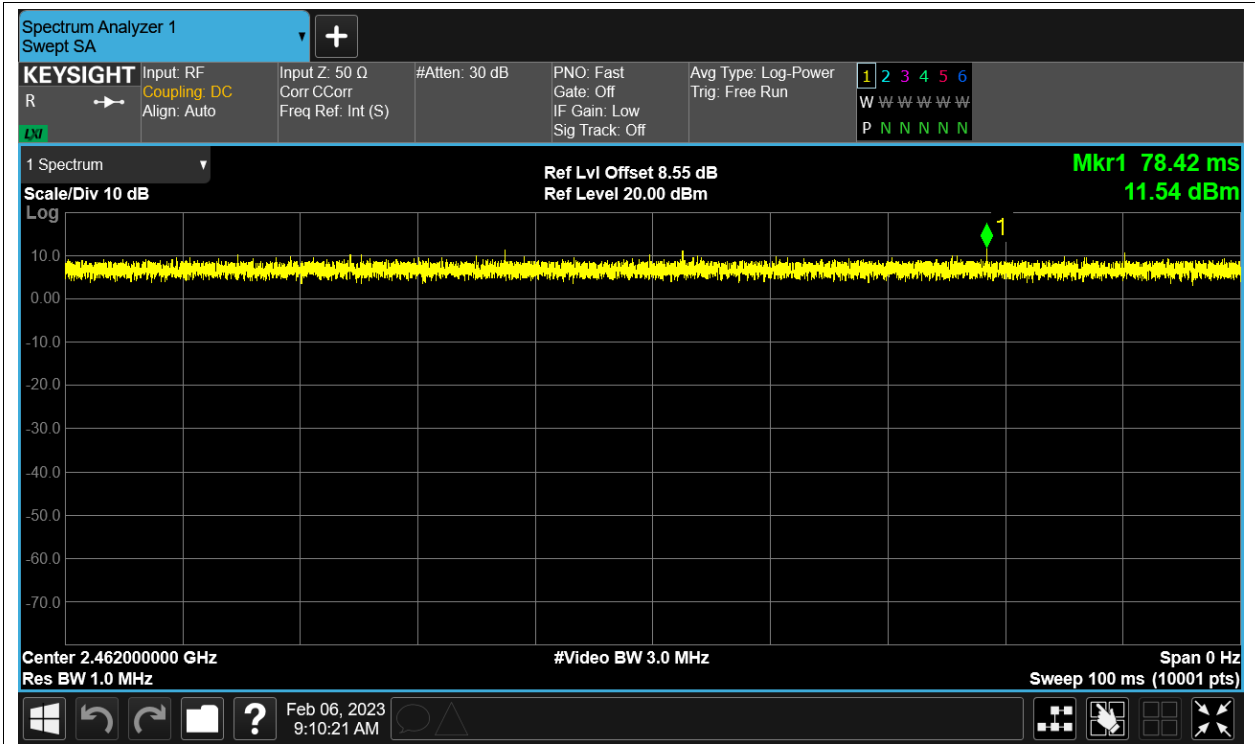 Spectrum Analyzer 1
Swept SA
KEYSIGHT
R
LXI
Input: RF
Coupling: DC
Align: Auto
Input Z: 50 Ω
Corr CCorr
Freq Ref: Int (S)
#Atten: 30 dB
PNO: Fast
Gate: Off
IF Gain: Low
Sig Track: Off
Avg Type: Log-Power
Trig: Free Run
1 2 3 4 5 6
W W W W W W
P N N N N N
1 Spectrum
Scale/Div 10 dB
Ref Lvl Offset 8.55 dB
Ref Level 20.00 dBm
Mkr1 78.42 ms
11.54 dBm
Log
1
10.0
0.00
-10.0
-20.0
-30.0
-40.0
-50.0
-60.0
-70.0
Center 2.462000000 GHz
#Video BW 3.0 MHz
Span 0 Hz
Res BW 1.0 MHz
Sweep 100 ms (10001 pts)
?
Feb 06, 2023
9:10:21 AM